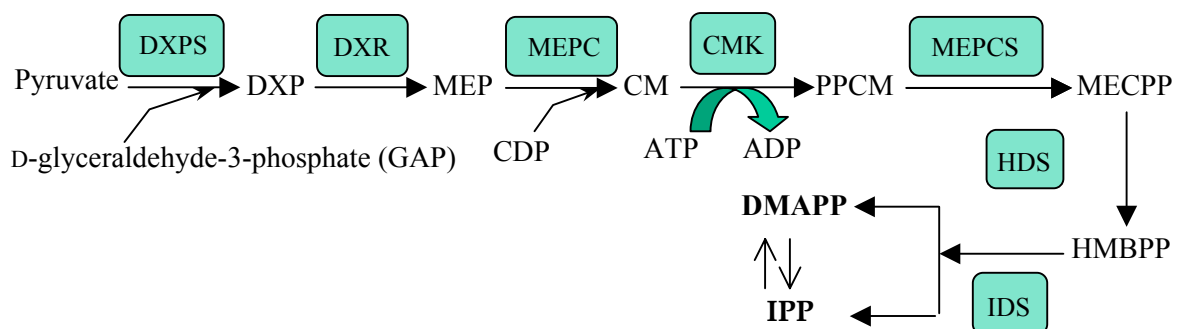 DXPS DXR MEPC CMK MEPCS
Pyruvate DXP MEP CM PPCM MECPP
D-glyceraldehyde-3-phosphate (GAP) CDP ATP ADP
HDS
DMAPP
HMBPP
IPP IDS